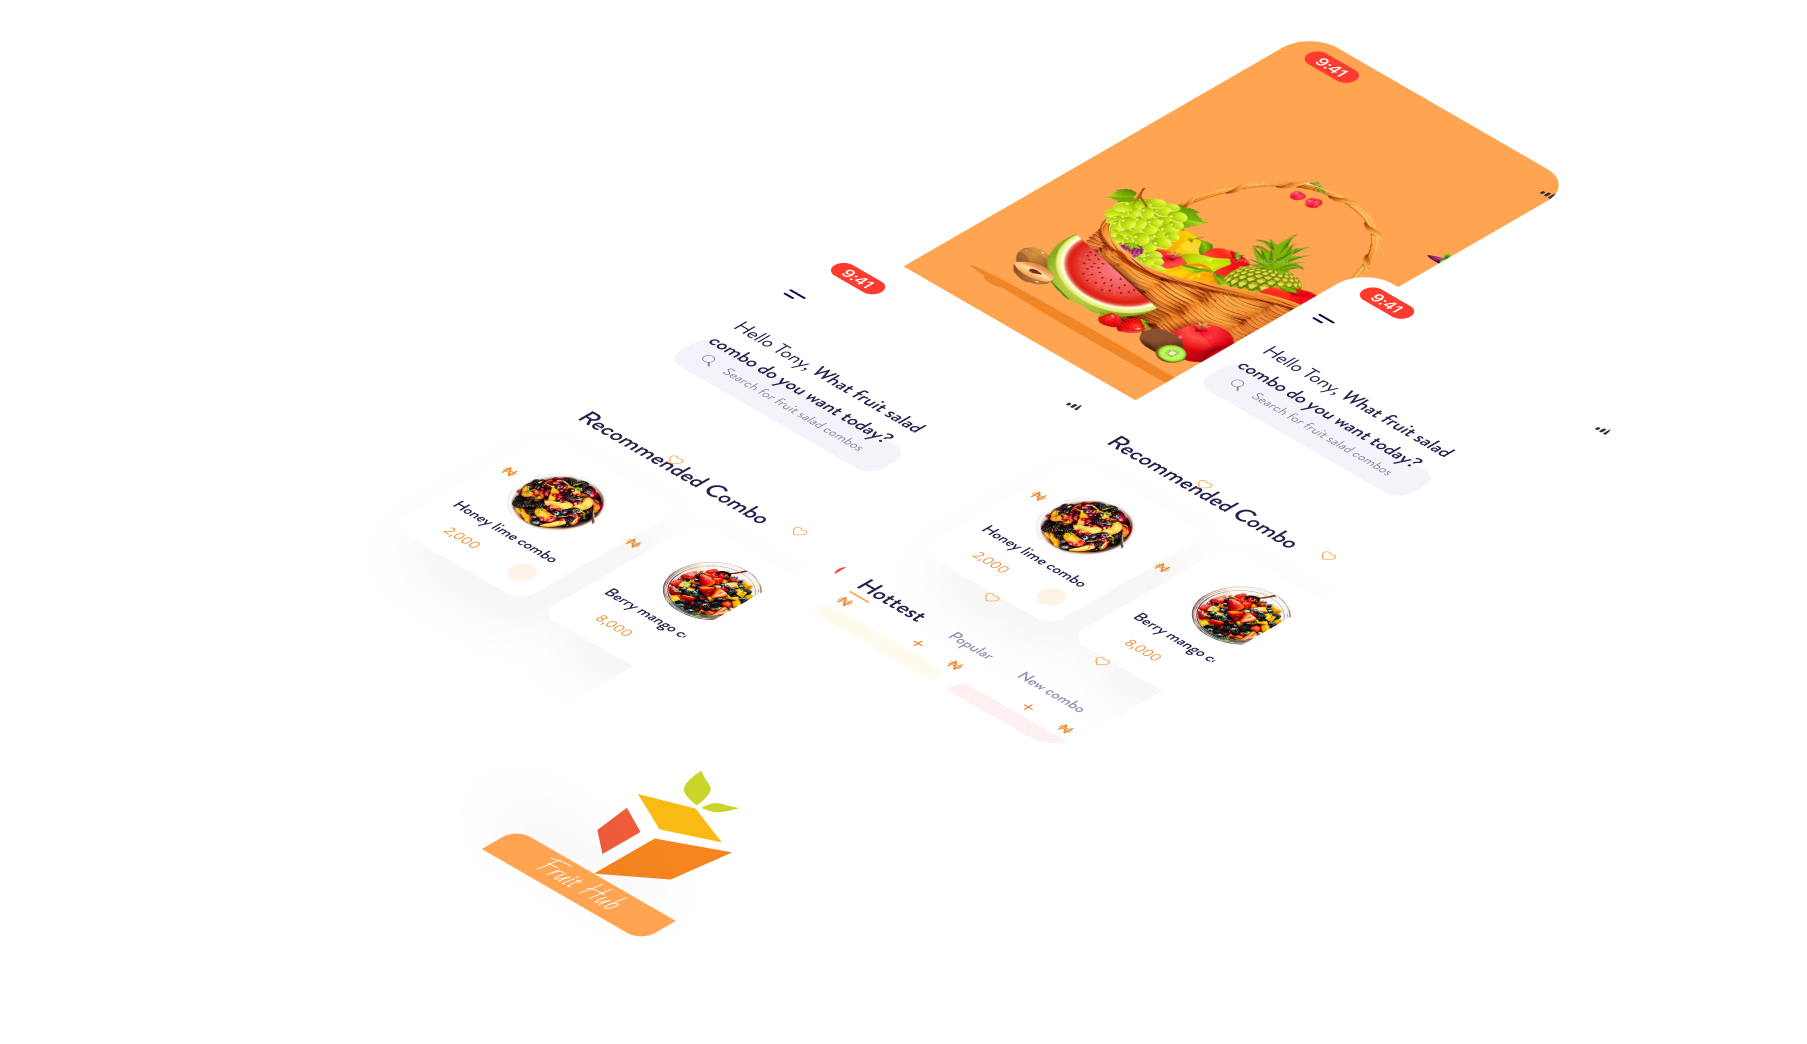 9:41
9:41
Hello Tony, What fruit salad
combo do you want today?
Search for fruit salad combos
Recommended Combo
₦
Honey lime combo
2,000
₦
Berry mango c
8,000
9:41
Hello Tony, What fruit salad
combo do you want today?
Search for fruit salad combos
Recommended Combo
₦
Honey lime combo
2,000
₦
Berry mango c
8,000
Hottest
Popular
New combo
₦
+
₦
+
₦
Fruit Hub